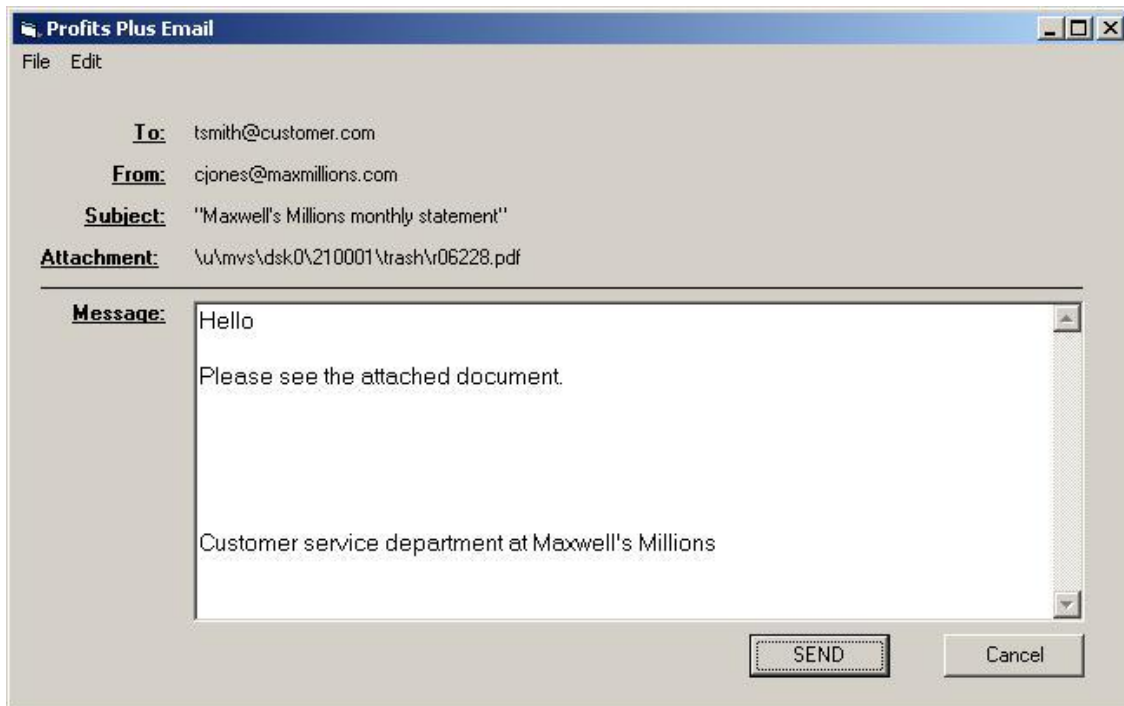 Profits Plus Email
File Edit
To: tsmith@customer.com
From: cjones@maxmillions.com
Subject: "Maxwell's Millions monthly statement"
Attachment: \u\mvs\dsk0\210001\trash\r06228.pdf
Message: Hello
Please see the attached document.
Customer service department at Maxwell's Millions
SEND Cancel